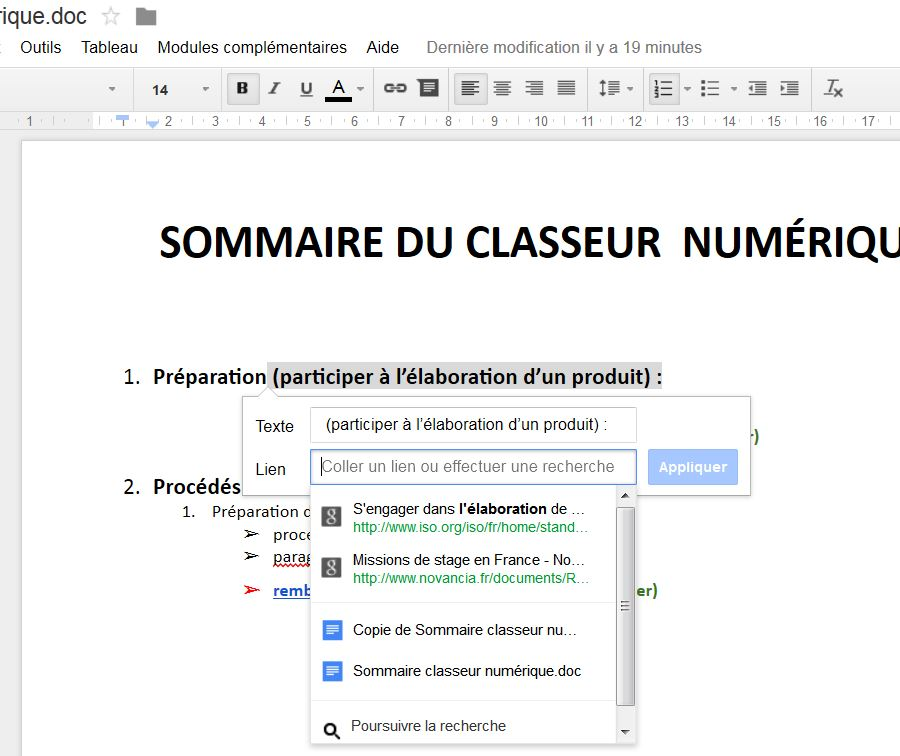 rique.doc
Outils Tableau Modules complémentaires Aide Dernière modification il y a 19 minutes
14 B I U A
1 1 2 3 4 5 6 7 8 9 10 11 12 13 14 15 16 17
SOMMAIRE DU CLASSEUR NUMÉRIQU
1. Préparation (participer à l’élaboration d’un produit) :
Texte (participer à l’élaboration d’un produit) :
r)
Lien Coller un lien ou effectuer une recherche Appliquer
2. Procédés
S'engager dans l'élaboration de ...
1. Préparation d
http://www.iso.org/iso/fr/home/stand...
proc
Missions de stage en France - No...
parag
http://www.novancia.fr/documents/R...
remb
er)
Copie de Sommaire classeur nu...
Sommaire classeur numérique.doc
Poursuivre la recherche